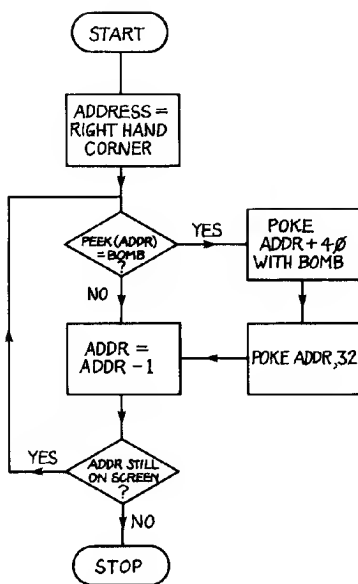 START
ADDRESS =
RIGHT HAND
CORNER
PEEK (ADDR)
= BOMB
?
YES
POKE
ADDR + 4Ø
WITH BOMB
NO
ADDR =
ADDR - 1
POKE ADDR, 32
YES
ADDR STILL
ON SCREEN
?
NO
STOP